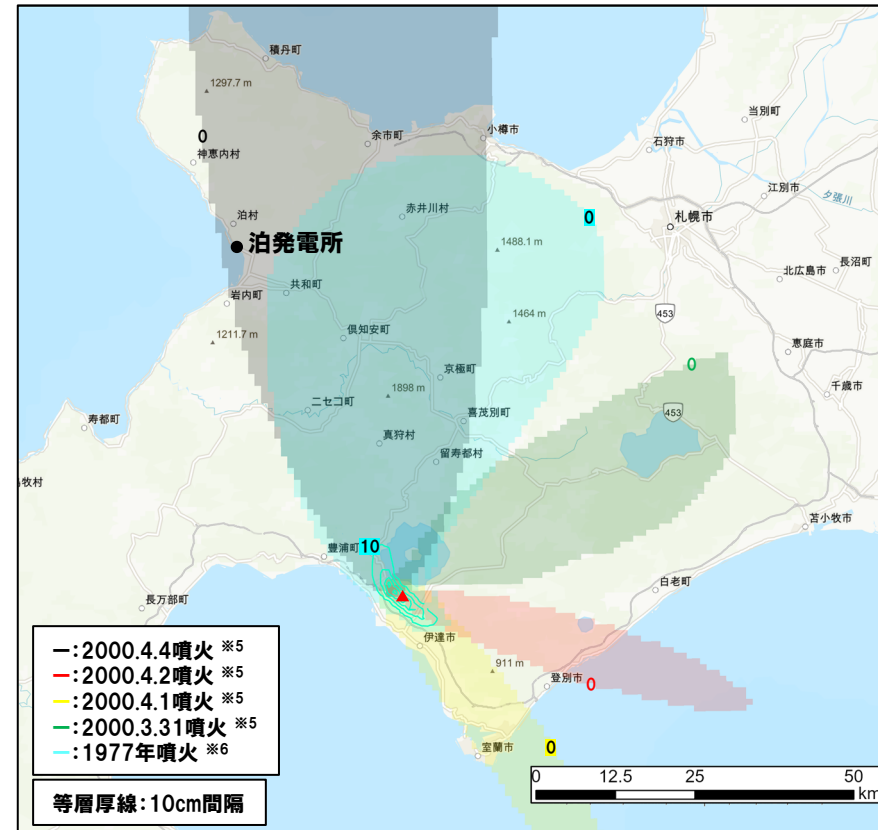 積丹町
1297.7 m
当別町
余市町
小樽市
石狩市
0
神恵内村
江別市
夕張川
泊村
赤井川村
0
札幌市
泊発電所
1488.1 m
長沼町
北広島市
共和町
岩内町
1464 m
453
倶知安町
1211.7 m
恵庭市
0
京極町
千歳市
1898 m
ニセコ町
453
喜茂別町
寿都町
真狩村
留寿都村
牧村
苫小牧市
豊浦町
10
白老町
長万部町
伊達市
911 m
登別市
0
室蘭市
0
ー:2000.4.4噴火 ※5
ー:2000.4.2噴火 ※5
ー:2000.4.1噴火 ※5
ー:2000.3.31噴火 ※5
ー:1977年噴火 ※6
等層厚線:10cm間隔
0 12.5 25 50
km